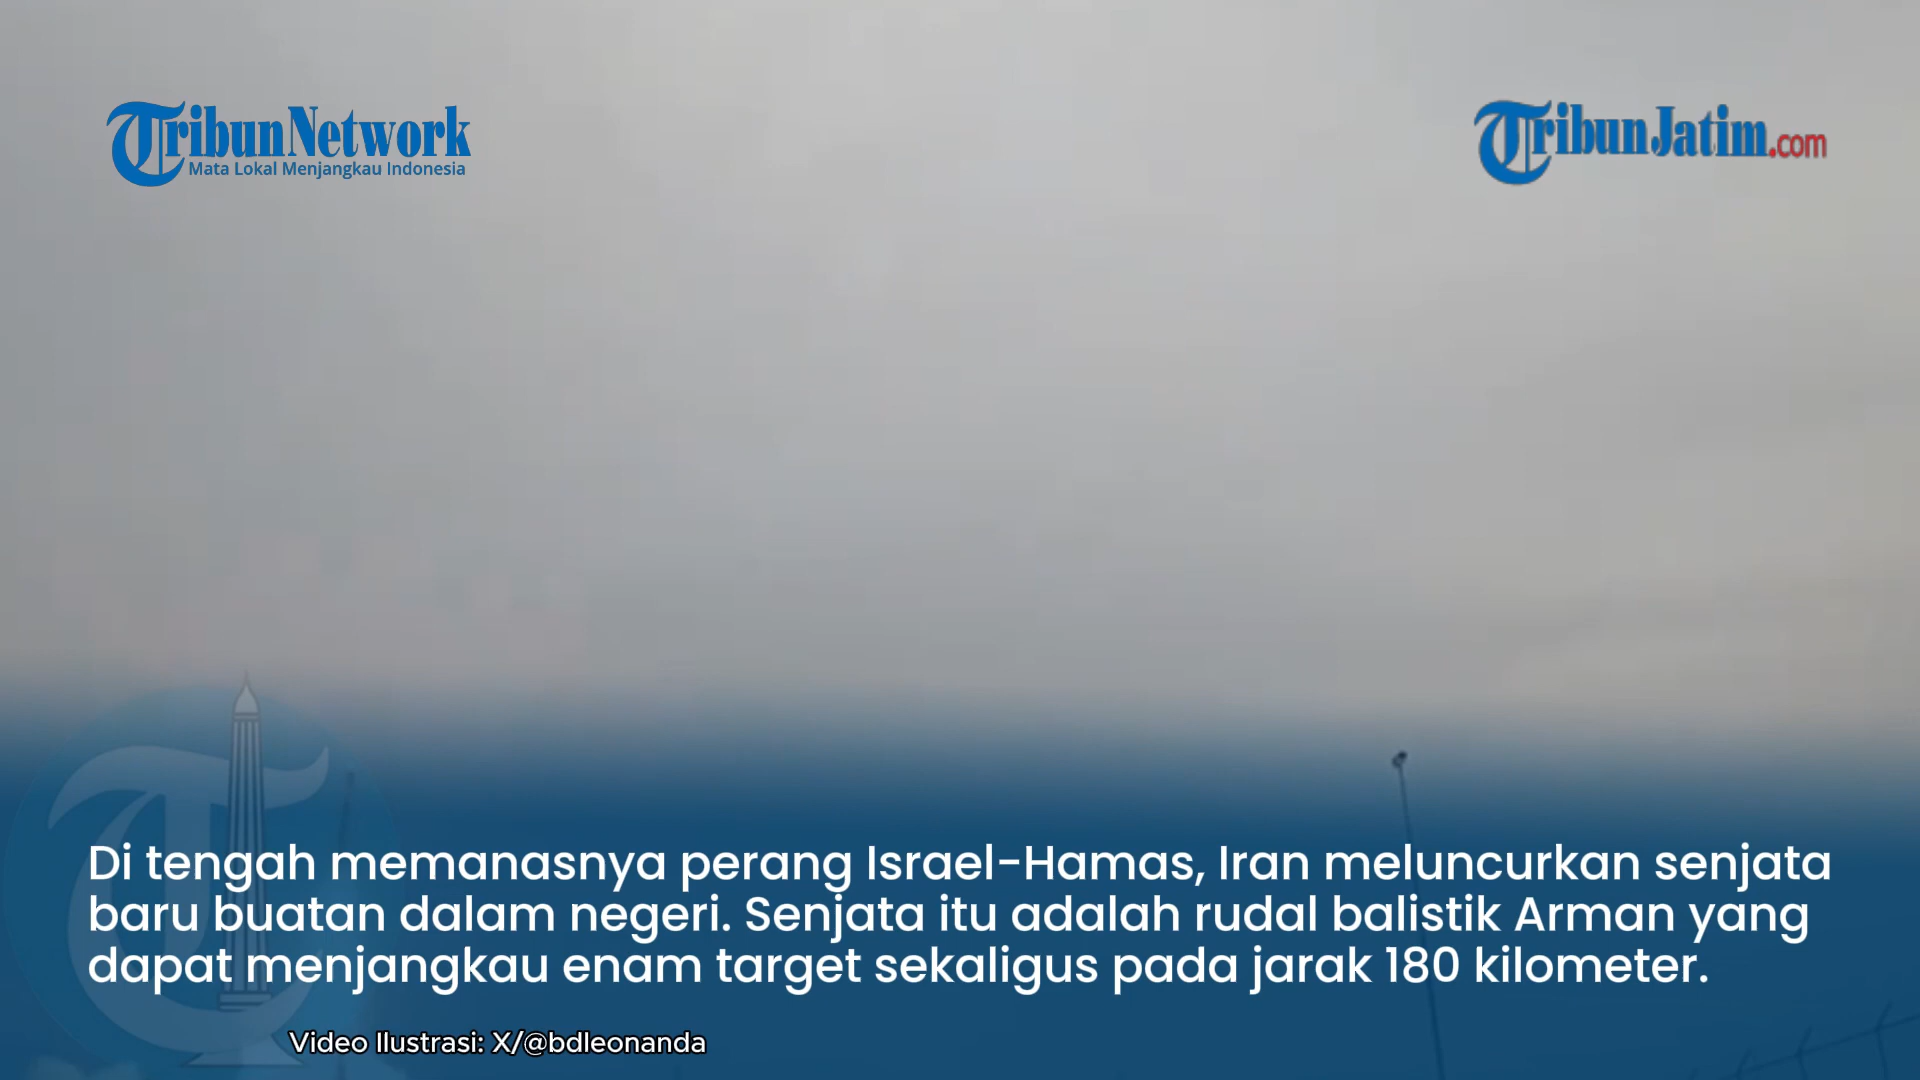 TribunNetwork
Mata Lokal Menjangkau Indonesia
TribunJatim.com
Di tengah memanasnya perang Israel-Hamas, Iran meluncurkan senjata
baru buatan dalam negeri. Senjata itu adalah rudal balistik Arman yang
dapat menjangkau enam target sekaligus pada jarak 180 kilometer.
Video Ilustrasi: X/@bdleonanda